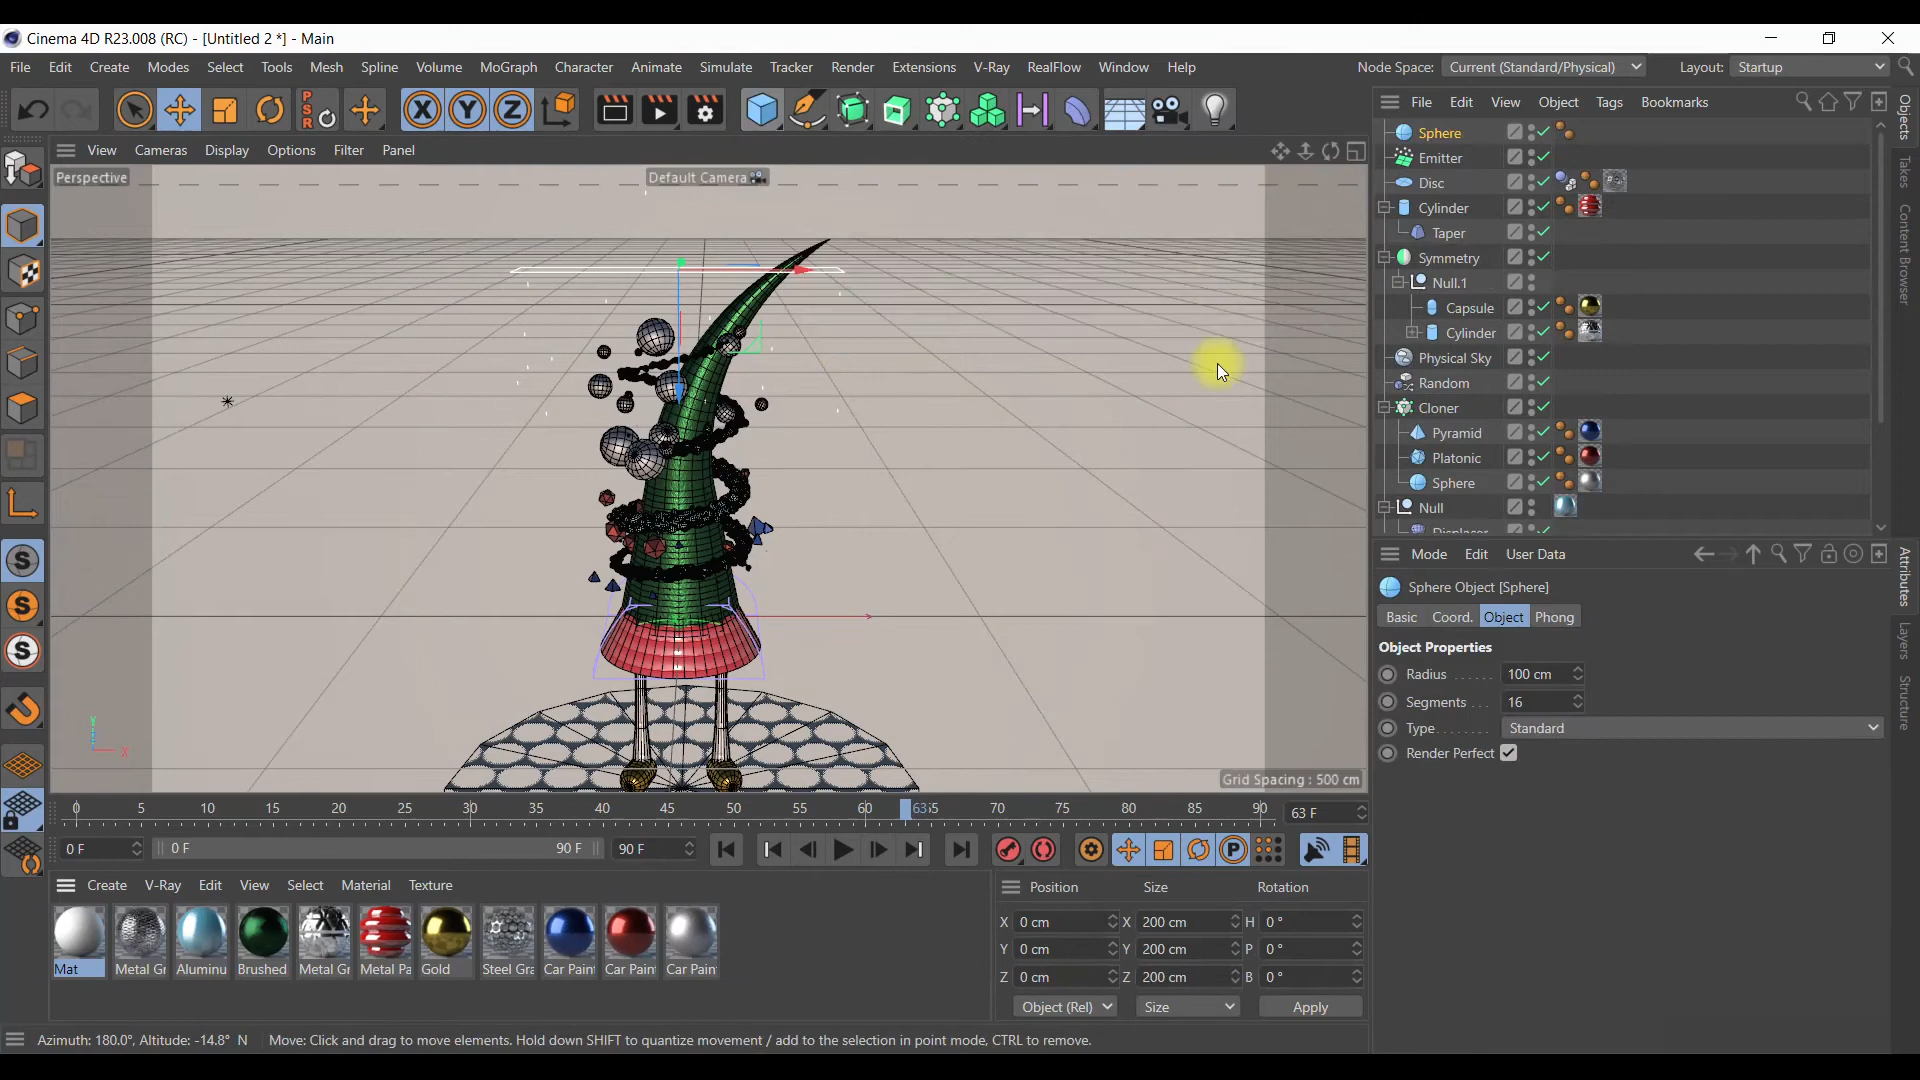 Cinema 4D R23.008 (RC) - [Untitled 2 *] - Main
File Edit Create Modes Select Tools Mesh Spline Volume MoGraph Character Animate Simulate Tracker Render Extensions V-Ray RealFlow Window Help Node Space: Current (Standard/Physical) Layout: Startup
File Edit View Object Tags Bookmarks
View Cameras Display Options Filter Panel
Perspective
Default Camera
Sphere
Emitter
Disc
Cylinder
Taper
Symmetry
Null.1
Capsule
Cylinder
Physical Sky
Random
Cloner
Pyramid
Platonic
Sphere
Null
Displacer
Objects
Takes
Content Browser
Attributes
Layers
Structure
Mode Edit User Data
Sphere Object [Sphere]
Basic Coord. Object Phong
Object Properties
Radius ...... 100 cm
Segments ... 16
Type ........ Standard
Render Perfect
Y
X
Grid Spacing : 500 cm
0 5 10 15 20 25 30 35 40 45 50 55 60 63 65 70 75 80 85 90 63 F
0 F 0 F 90 F 90 F
Create V-Ray Edit View Select Material Texture
Mat Metal Gr Aluminu Brushed Metal Gr Metal Pa Gold Steel Gra Car Pain Car Pain Car Pain
Position Size Rotation
X 0 cm X 200 cm H 0 °
Y 0 cm Y 200 cm P 0 °
Z 0 cm Z 200 cm B 0 °
Object (Rel) Size Apply
Azimuth: 180.0°, Altitude: -14.8° N Move: Click and drag to move elements. Hold down SHIFT to quantize movement / add to the selection in point mode, CTRL to remove.